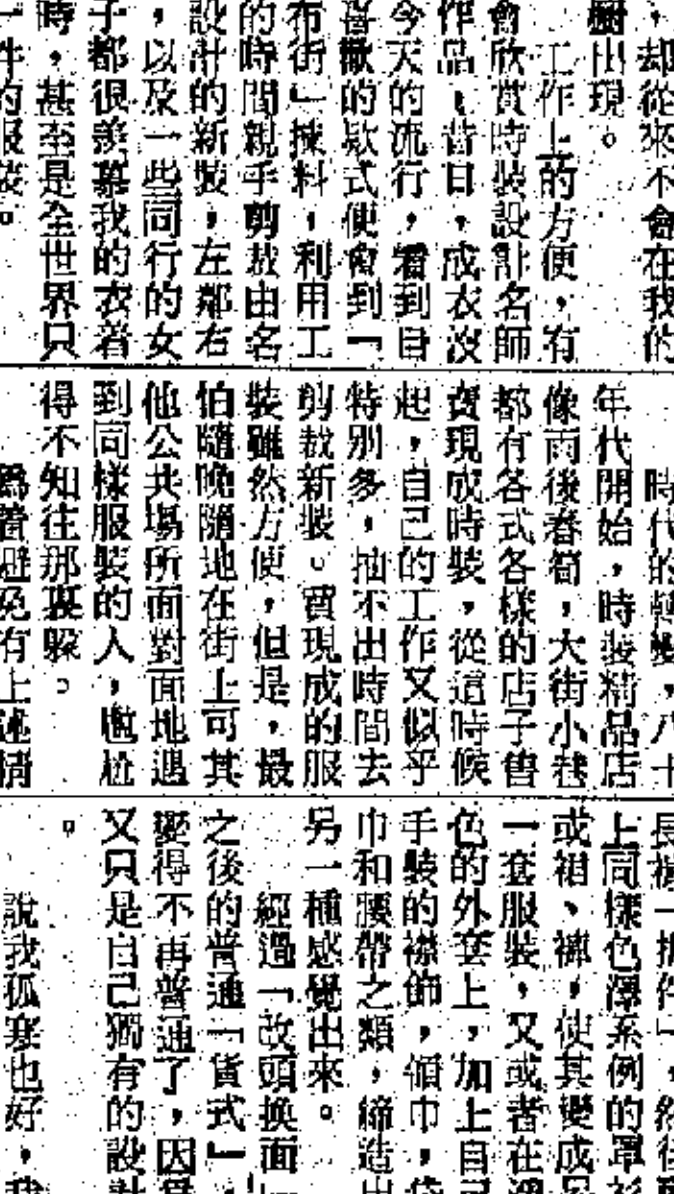 ，却從來不會在我的
櫥出現。
工作上的方便，有
會欣賞時裝設計名師
作品，昔日，成衣沒
今天的流行，看到自
喜歡的欵式便會到「
布街」揀料，利用工
的時間親手剪裁由名
設計的新裝，左鄰右
，以及一些同行的女
子都很羨慕我的衣着
時，甚至是全世界只
一件的服裝。
時代的轉變，八十
年代開始，時裝精品店
像雨後春筍，大街小巷
都有各式各樣的店子售
賣現成時裝，從這時候
起，自己的工作又似乎
特別多，抽不出時間去
剪裁新裝。買現成的服
裝雖然方便，但是，最
怕隨晚隨地在街上可其
他公共場所面對面地遇
到同樣服裝的人，尷尬
得不知往那裏躲。
爲着避免有上述情
長褲一拆件」，然後
上同樣色澤系例的罩衫
或裙、褲，使其變成另
一套服裝，又或者在
色的外套上，加上自己
手裝的襟飾，領巾，
巾和腰帶之類，締造出
另一種感覺出來。
經過「改頭換面」
之後的普通「貨式」，
變得不再普通了，因爲
又只是自己獨有的設計
。
說我孤寒也好，我